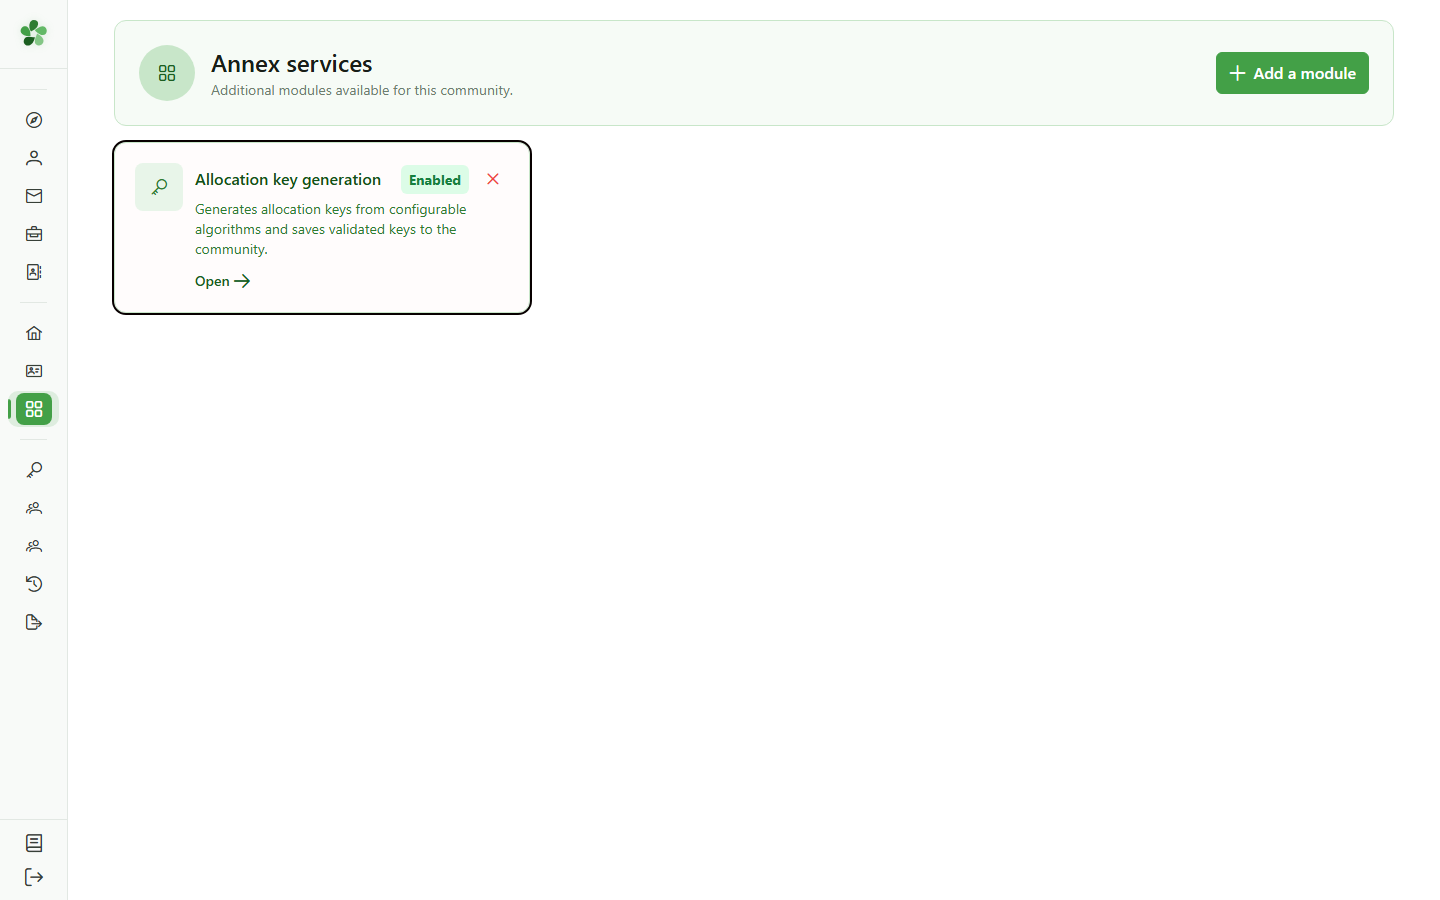 Annex services
Additional modules available for this community.
Add a module
Allocation key generation
Enabled
Generates allocation keys from configurable
algorithms and saves validated keys to the
community.
Open